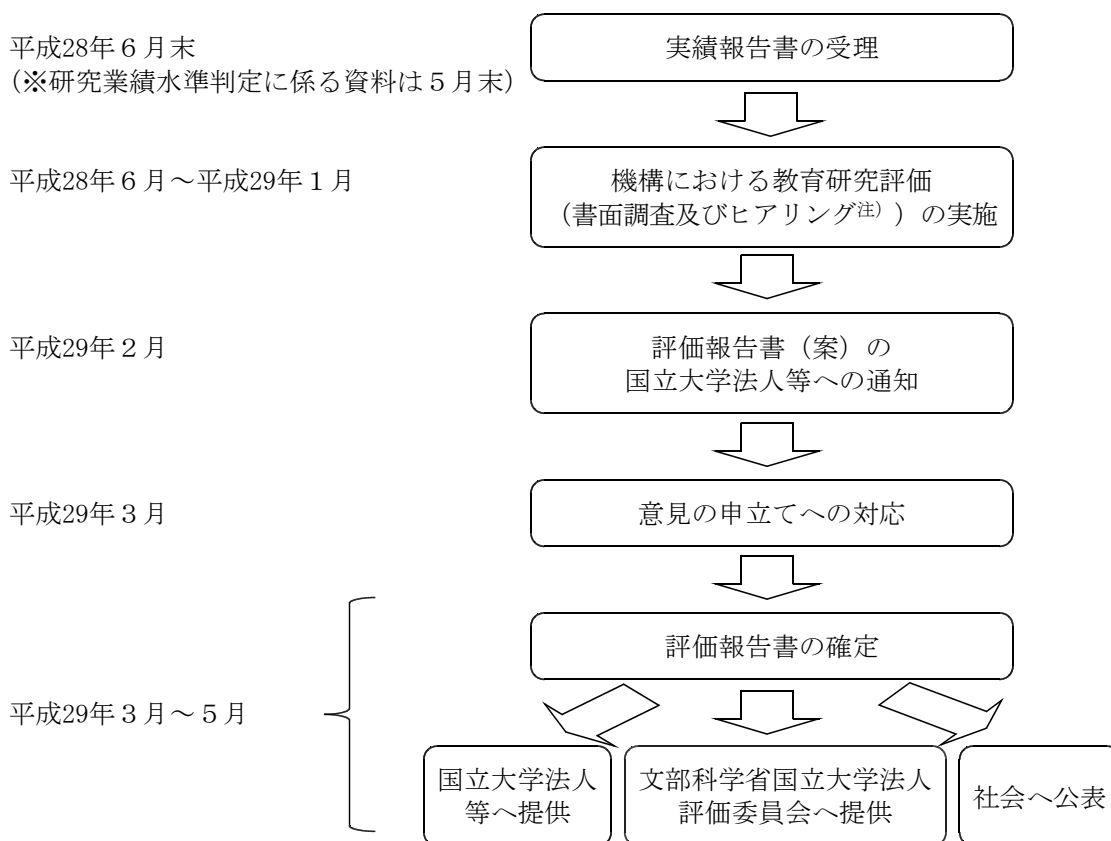 平成28年６月末
（※研究業績水準判定に係る資料は５月末）
実績報告書の受理
平成28年６月～平成29年１月
機構における教育研究評価
（書面調査及びヒアリング注））の実施
平成29年２月
評価報告書（案）の
国立大学法人等への通知
平成29年３月
意見の申立てへの対応
評価報告書の確定
平成29年３月～５月
国立大学法人
等へ提供
文部科学省国立大学法人
評価委員会へ提供
社会へ公表